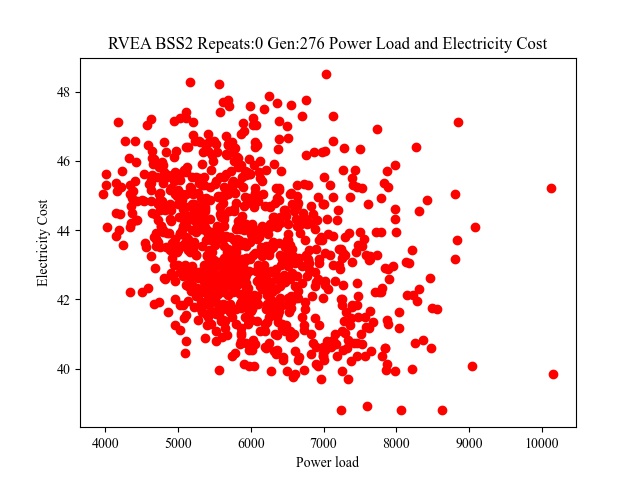 RVEA BSS2 Repeats:0 Gen:276 Power Load and Electricity Cost
48
46
44
42
40
Electricity Cost
4000 5000 6000 7000 8000 9000 10000
Power load